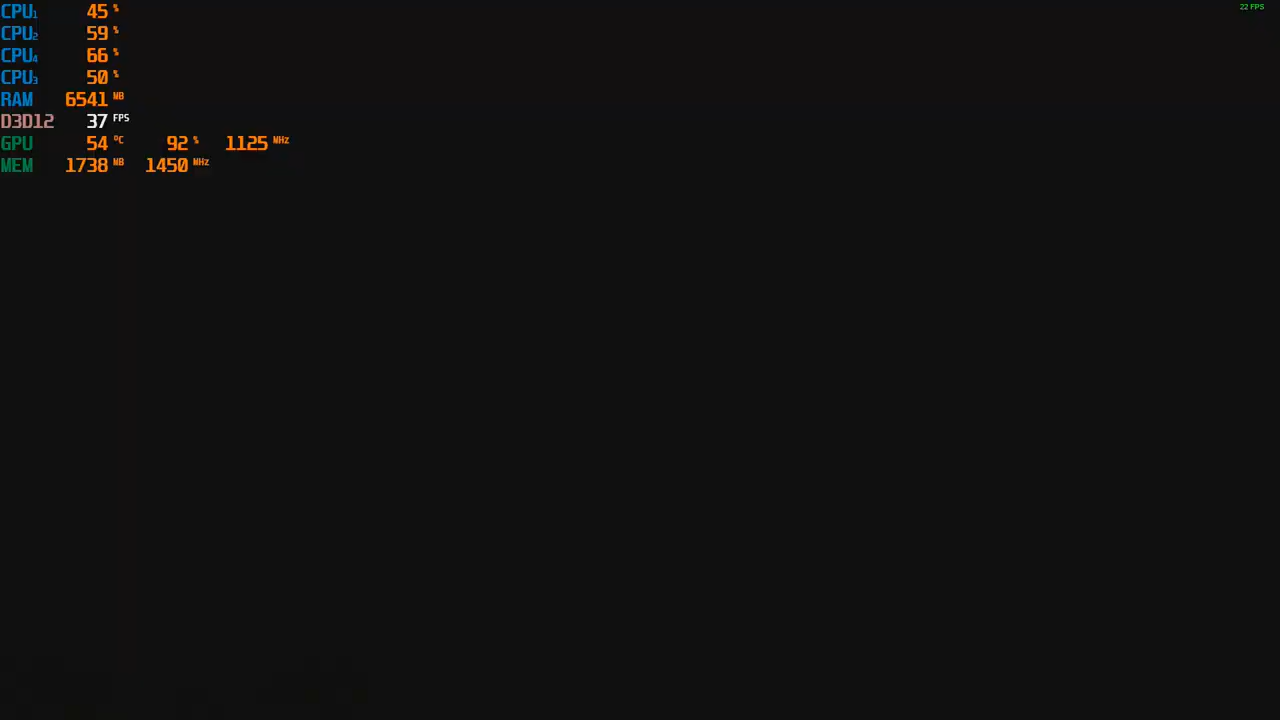 CPU1 45 % 22 FPS
CPU2 59 %
CPU4 66 %
CPU3 50 %
RAM 6541 MB
D3D12 37 FPS
GPU 54 °C 92 % 1125 MHz
MEM 1738 MB 1450 MHz